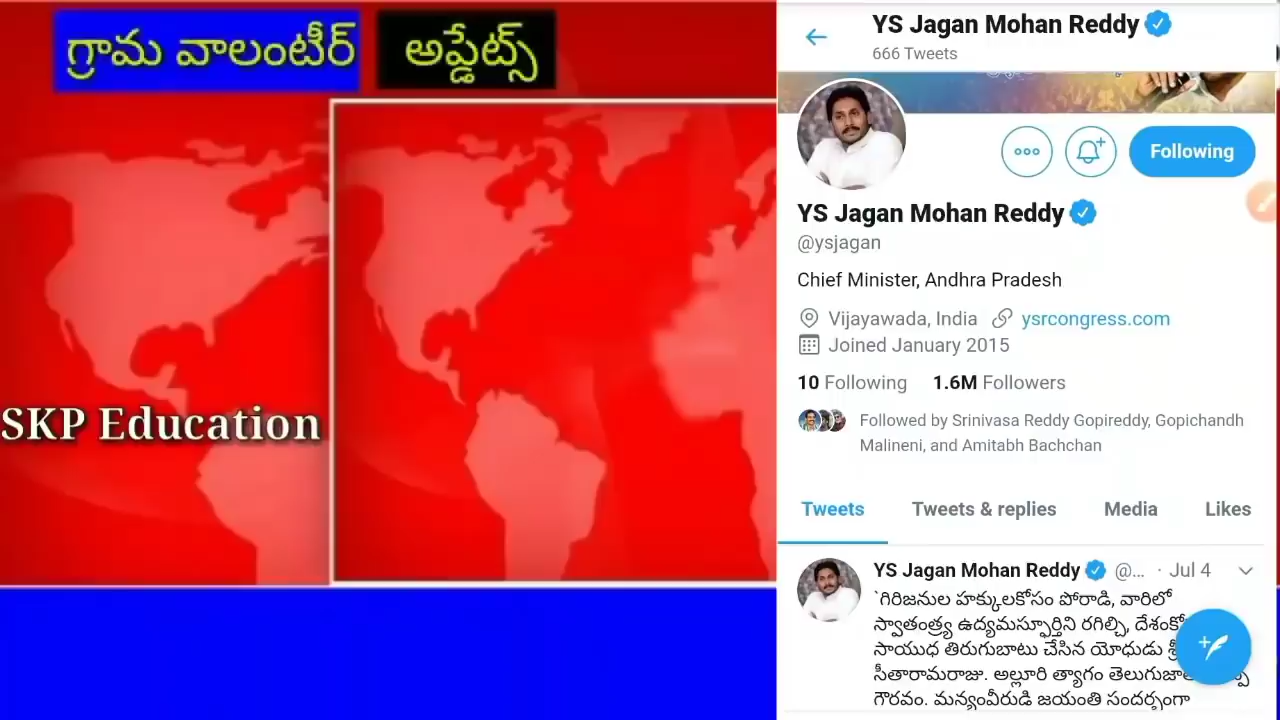 గ్రామ వాలంటీర్ అప్డేట్స్
SKP Education
YS Jagan Mohan Reddy
666 Tweets
Following
YS Jagan Mohan Reddy
@ysjagan
Chief Minister, Andhra Pradesh
Vijayawada, India ysrcongress.com
Joined January 2015
10 Following 1.6M Followers
Followed by Srinivasa Reddy Gopireddy, Gopichandh
Malineni, and Amitabh Bachchan
Tweets Tweets & replies Media Likes
YS Jagan Mohan Reddy @... · Jul 4
`గిరిజనుల హక్కులకోసం పోరాడి, వారిలో
స్వాతంత్ర్య ఉద్యమస్ఫూర్తిని రగిల్చి,
సాయుధ తిరుగుబాటు చేసిన యోధుడు
సీతారామరాజు. అల్లూరి త్యాగం
గౌరవం. మన్యంవీరుడి జయంతి సందర్భంగా